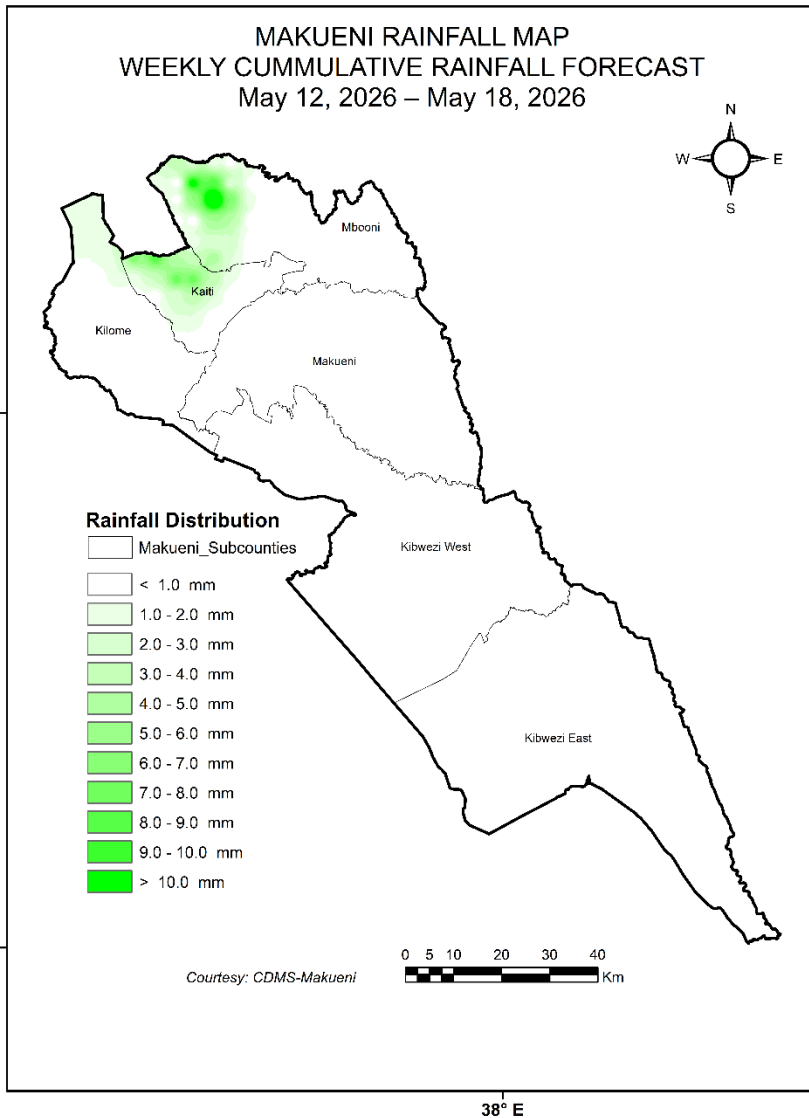 MAKUENI RAINFALL MAP
WEEKLY CUMMULATIVE RAINFALL FORECAST
May 12, 2026 – May 18, 2026
N
W E
S
Mbooni
Kaiti
Kilome
Makueni
Kibwezi West
Kibwezi East
Rainfall Distribution
Makueni_Subcounties
< 1.0 mm
1.0 - 2.0 mm
2.0 - 3.0 mm
3.0 - 4.0 mm
4.0 - 5.0 mm
5.0 - 6.0 mm
6.0 - 7.0 mm
7.0 - 8.0 mm
8.0 - 9.0 mm
9.0 - 10.0 mm
> 10.0 mm
Courtesy: CDMS-Makueni
0 5 10 20 30 40
Km
38° E